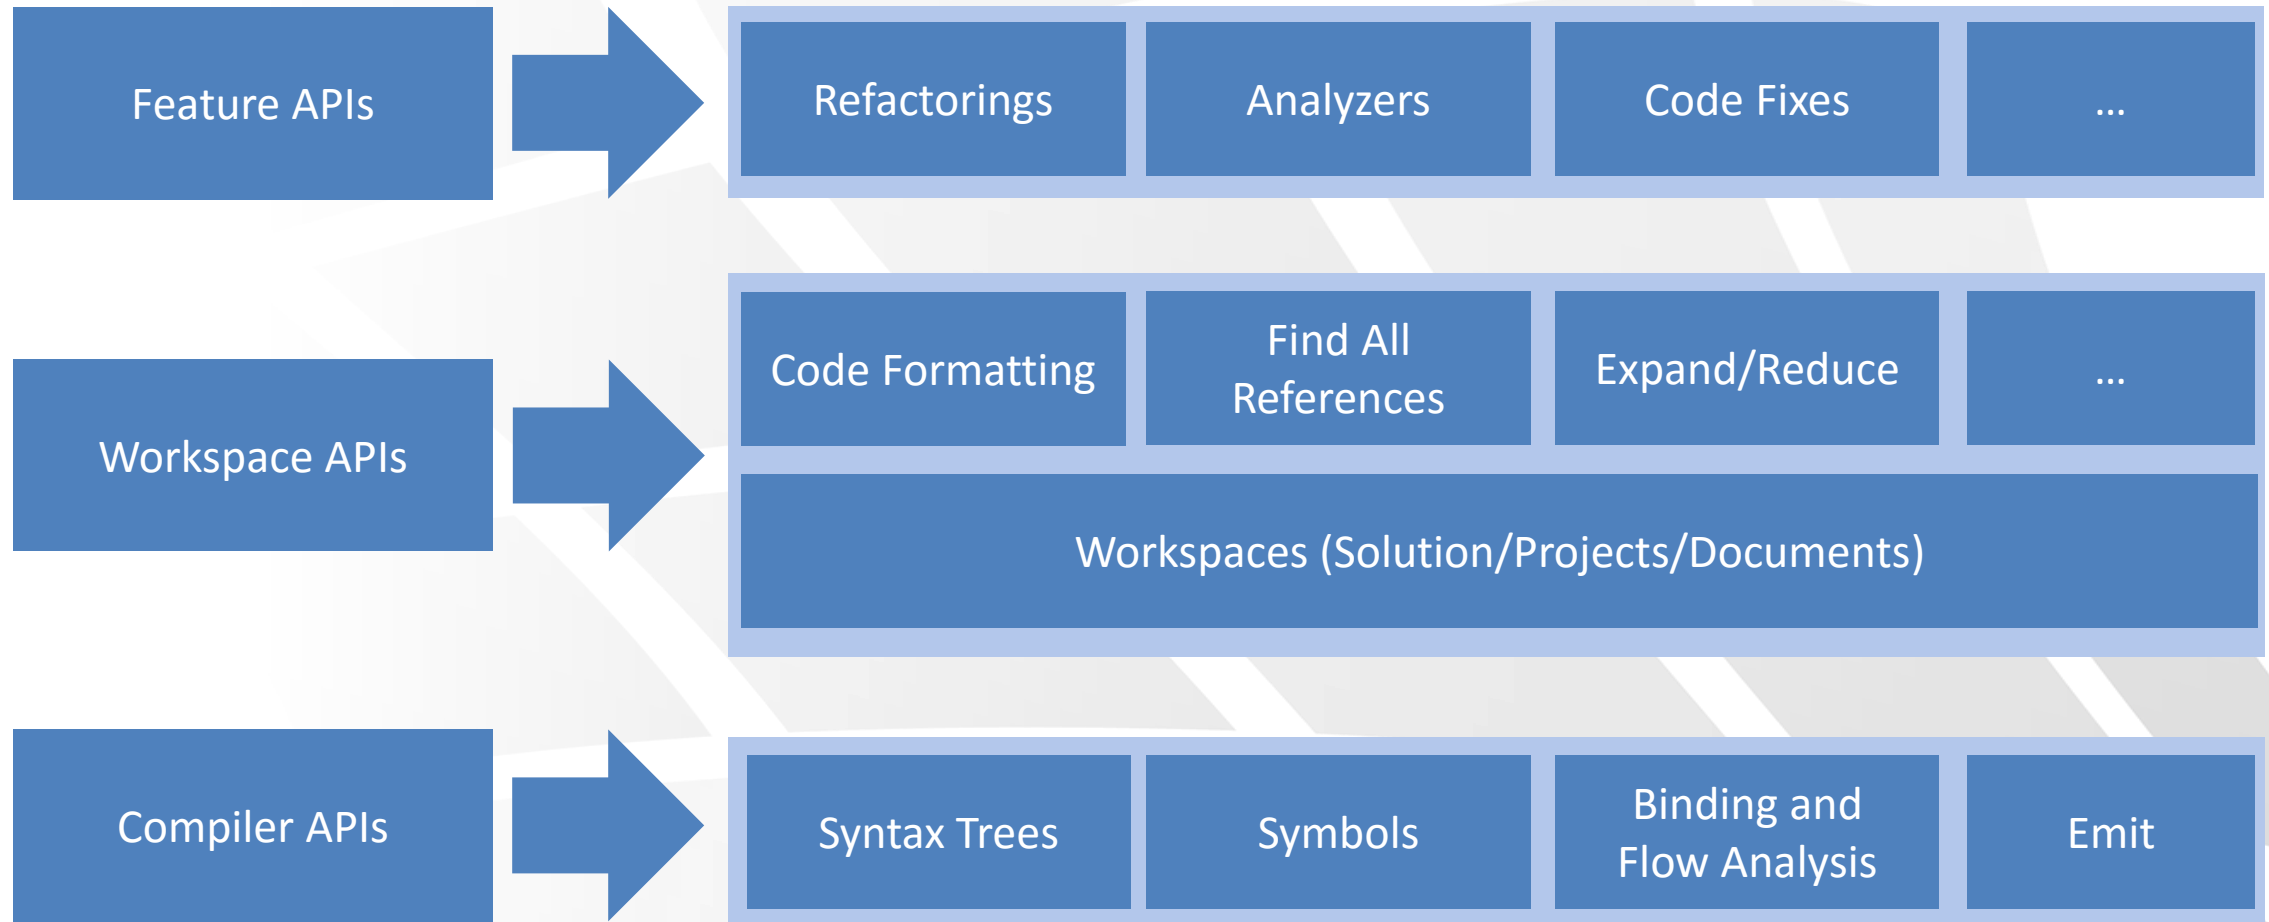 Feature APIs
Refactorings
Analyzers
Code Fixes
...
Workspace APIs
Code Formatting
Find All
References
Expand/Reduce
...
Workspaces (Solution/Projects/Documents)
Compiler APIs
Syntax Trees
Symbols
Binding and
Flow Analysis
Emit